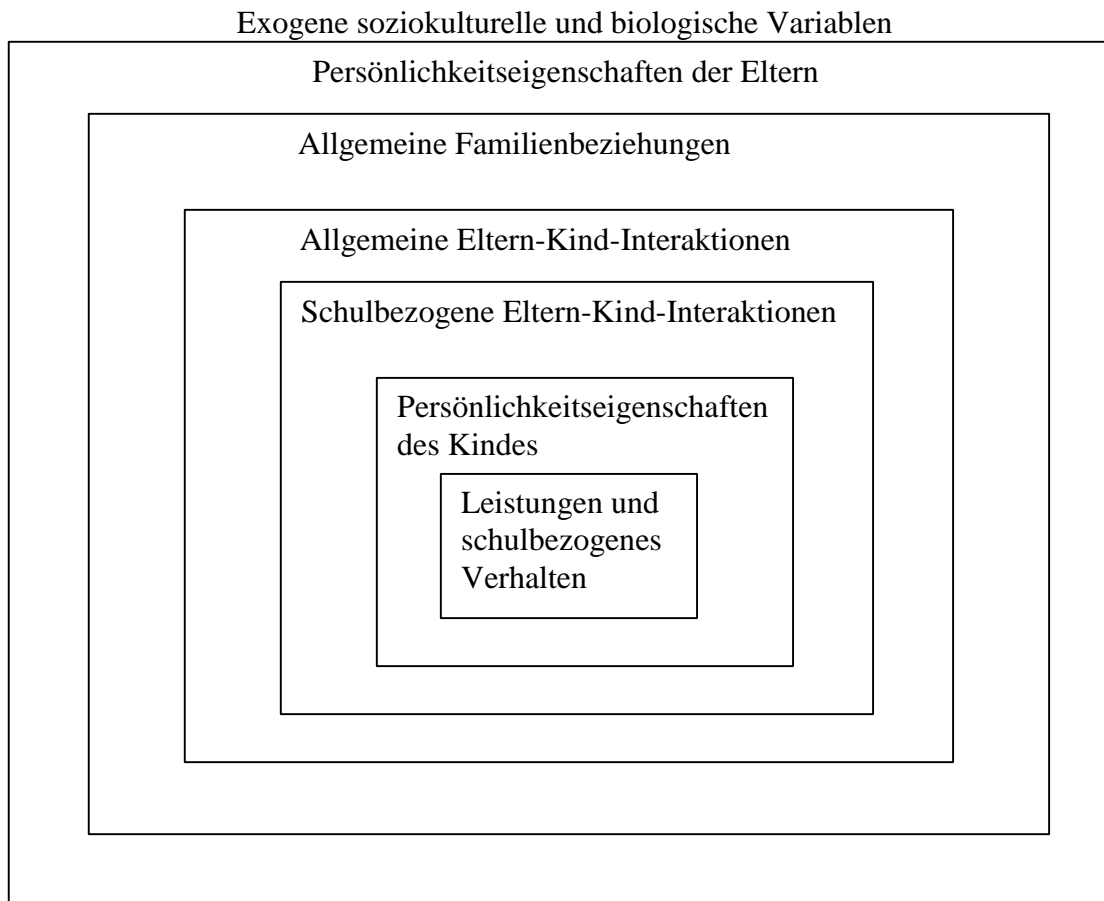 Exogene soziokulturelle und biologische Variablen
Persönlichkeitseigenschaften der Eltern
Allgemeine Familienbeziehungen
Allgemeine Eltern-Kind-Interaktionen
Schulbezogene Eltern-Kind-Interaktionen
Persönlichkeitseigenschaften
des Kindes
Leistungen und
schulbezogenes
Verhalten